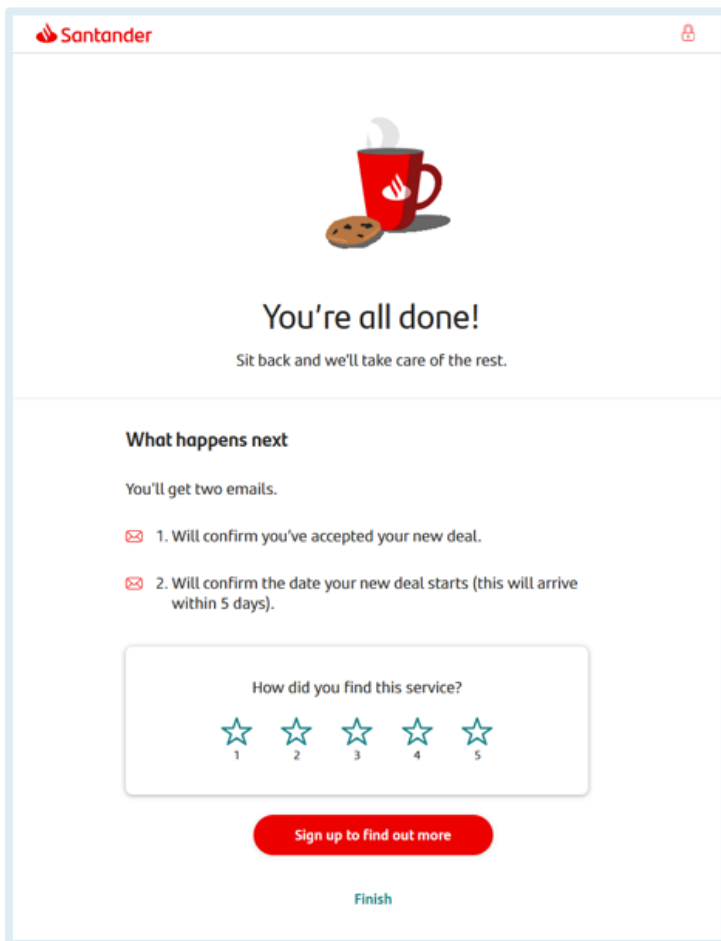 Santander
You're all done!
Sit back and we'll take care of the rest.
What happens next
You'll get two emails.
1. Will confirm you've accepted your new deal.
2. Will confirm the date your new deal starts (this will arrive
within 5 days).
How did you find this service?
1 2 3 4 5
Sign up to find out more
Finish